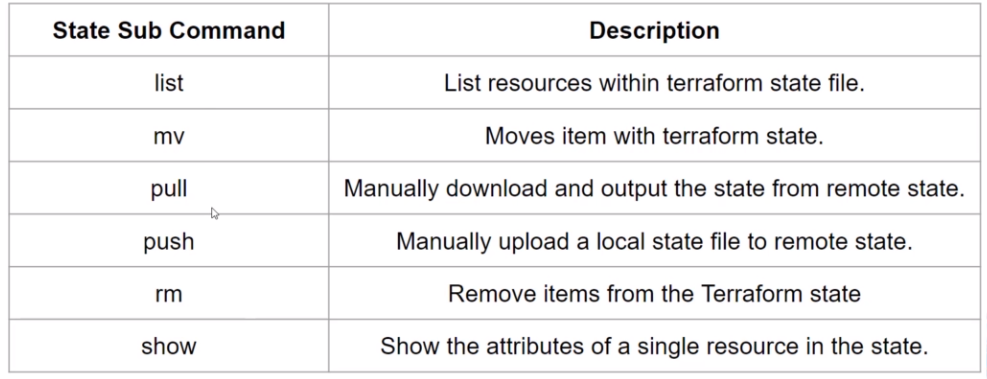 State Sub Command Description
list List resources within terraform state file.
mv Moves item with terraform state.
pull Manually download and output the state from remote state.
push Manually upload a local state file to remote state.
rm Remove items from the Terraform state
show Show the attributes of a single resource in the state.